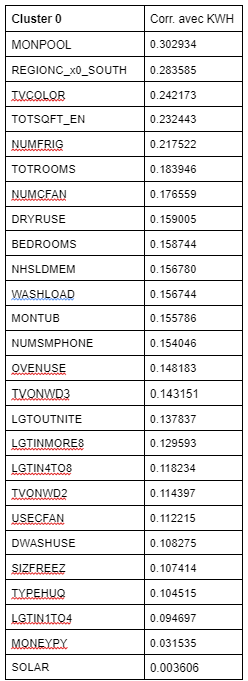 Cluster 0 Corr. avec KWH
MONPOOL 0.302934
REGIONC_x0_SOUTH 0.283585
TVCOLOR 0.242173
TOTSQFT_EN 0.232443
NUMFRIG 0.217522
TOTROOMS 0.183946
NUMCFAN 0.176559
DRYRUSE 0.159005
BEDROOMS 0.158744
NHSLDMEM 0.156780
WASHLOAD 0.156744
MONTUB 0.155786
NUMSMPHONE 0.154046
OVENUSE 0.148183
TVONWD3 0.143151
LGTOUTNITE 0.137837
LGTINMORE8 0.129593
LGTIN4TO8 0.118234
TVONWD2 0.114397
USECFAN 0.112215
DWASHUSE 0.108275
SIZFREEZ 0.107414
TYPEHUQ 0.104515
LGTIN1TO4 0.094697
MONEYPY 0.031535
SOLAR 0.003606